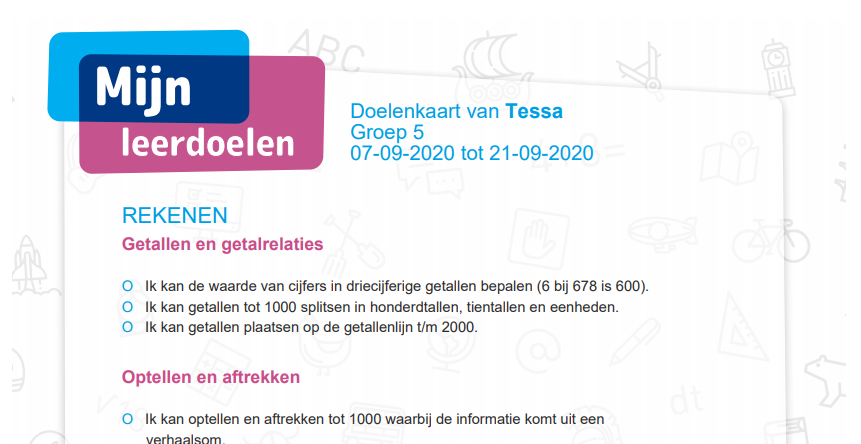 ABC
Mijn
leerdoelen
Doelenkaart van Tessa
Groep 5
07-09-2020 tot 21-09-2020
REKENEN
Getallen en getalrelaties
O Ik kan de waarde van cijfers in driecijferige getallen bepalen (6 bij 678 is 600).
O Ik kan getallen tot 1000 splitsen in honderdtallen, tientallen en eenheden.
O Ik kan getallen plaatsen op de getallenlijn t/m 2000.
Optellen en aftrekken
dt
O Ik kan optellen en aftrekken tot 1000 waarbij de informatie komt uit een
verhaalsom.